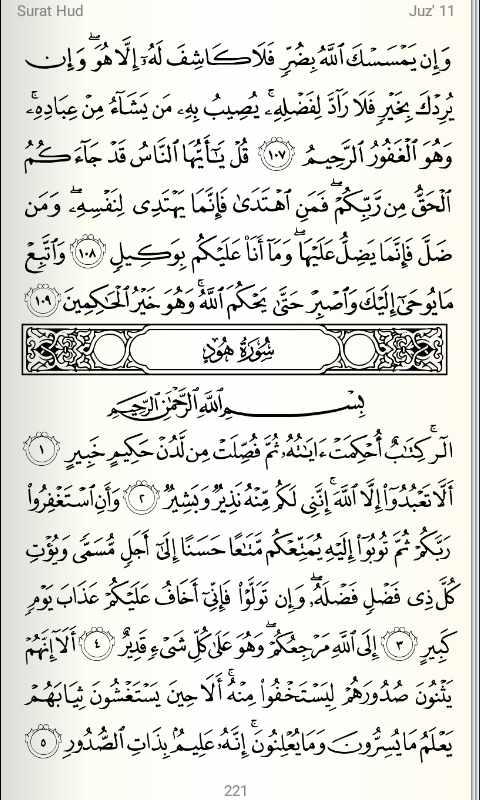 Surat Hud
Juz' 11
وَإِن يَمْسَسْكَ ٱللَّهُ بِضُرٍّ فَلَا كَاشِفَ لَهُۥٓ إِلَّا هُوَ ۖ وَإِن
يُرِدْكَ بِخَيْرٍ فَلَا رَآدَّ لِفَضْلِهِۦ ۚ يُصِيبُ بِهِۦ مَن يَشَآءُ مِنْ عِبَادِهِۦ ۚ
وَهُوَ ٱلْغَفُورُ ٱلرَّحِيمُ ١٠٧ قُلْ يَـٰٓأَيُّهَا ٱلنَّاسُ قَدْ جَآءَكُمُ
ٱلْحَقُّ مِن رَّبِّكُمْ ۖ فَمَنِ ٱهْتَدَىٰ فَإِنَّمَا يَهْتَدِى لِنَفْسِهِۦ ۖ وَمَن
ضَلَّ فَإِنَّمَا يَضِلُّ عَلَيْهَا ۖ وَمَآ أَنَا۠ عَلَيْكُم بِوَكِيلٍ ١٠٨ وَٱتَّبِعْ
مَا يُوحَىٰٓ إِلَيْكَ وَٱصْبِرْ حَتَّىٰ يَحْكُمَ ٱللَّهُ ۚ وَهُوَ خَيْرُ ٱلْحَـٰكِمِينَ ١٠٩
سُورَةُ هُودٍ
بِسْمِ ٱللَّهِ ٱلرَّحْمَـٰنِ ٱلرَّحِيمِ
الٓر ۚ كِتَـٰبٌ أُحْكِمَتْ ءَايَـٰتُهُۥ ثُمَّ فُصِّلَتْ مِن لَّدُنْ حَكِيمٍ خَبِيرٍ ١
أَلَّا تَعْبُدُوٓا۟ إِلَّا ٱللَّهَ ۚ إِنَّنِى لَكُم مِّنْهُ نَذِيرٌ وَبَشِيرٌ ٢ وَأَنِ ٱسْتَغْفِرُوا۟
رَبَّكُمْ ثُمَّ تُوبُوٓا۟ إِلَيْهِ يُمَتِّعْكُم مَّتَـٰعًا حَسَنًا إِلَىٰٓ أَجَلٍ مُّسَمًّى وَيُؤْتِ
كُلَّ ذِى فَضْلٍ فَضْلَهُۥ ۖ وَإِن تَوَلَّوْا۟ فَإِنِّىٓ أَخَافُ عَلَيْكُمْ عَذَابَ يَوْمٍ
كَبِيرٍ ٣ إِلَى ٱللَّهِ مَرْجِعُكُمْ ۖ وَهُوَ عَلَىٰ كُلِّ شَىْءٍ قَدِيرٌ ٤ أَلَآ إِنَّهُمْ
يَثْنُونَ صُدُورَهُمْ لِيَسْتَخْفُوا۟ مِنْهُ ۚ أَلَا حِينَ يَسْتَغْشُونَ ثِيَابَهُمْ
يَعْلَمُ مَا يُسِرُّونَ وَمَا يُعْلِنُونَ ۚ إِنَّهُۥ عَلِيمٌۢ بِذَاتِ ٱلصُّدُورِ ٥
221